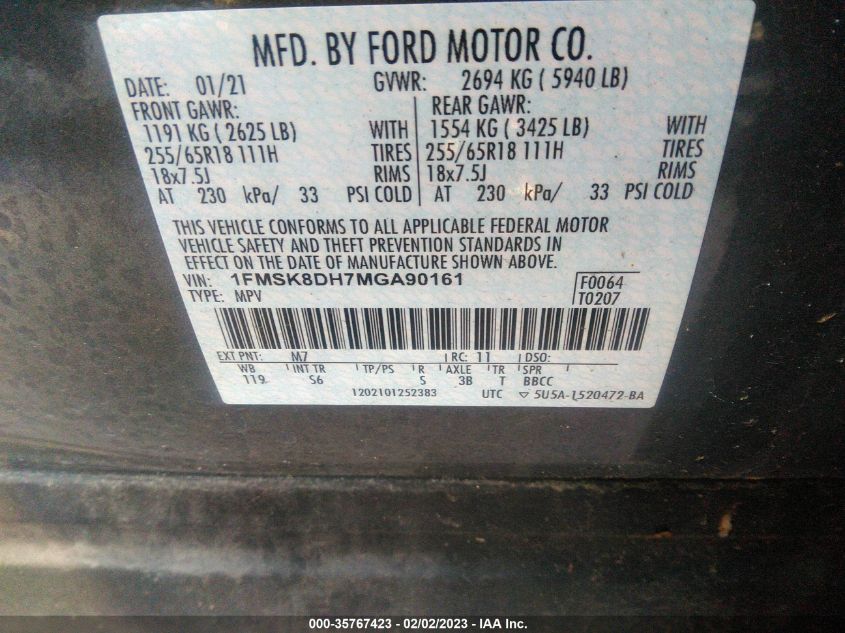 MFD. BY FORD MOTOR CO.
DATE: 01/21 GVWR: 2694 KG ( 5940 LB)
FRONT GAWR: REAR GAWR:
1191 KG ( 2625 LB) WITH 1554 KG ( 3425 LB) WITH
255/65R18 111H TIRES 255/65R18 111H TIRES
18x7.5J RIMS 18x7.5J RIMS
AT 230 kPa/ 33 PSI COLD AT 230 kPa/ 33 PSI COLD
THIS VEHICLE CONFORMS TO ALL APPLICABLE FEDERAL MOTOR
VEHICLE SAFETY AND THEFT PREVENTION STANDARDS IN
EFFECT ON THE DATE OF MANUFACTURE SHOWN ABOVE.
VIN: 1FMSK8DH7MGA90161 F0064
TYPE: MPV T0207
EXT PNT: M7 RC: 11 DSO:
WB INT TR TP/PS R AXLE TR SPR
119 S6 S 3B T BBCC
1202101252383 UTC ▽ 5U5A-1520472-BA
000-35767423 - 02/02/2023 - IAA Inc.